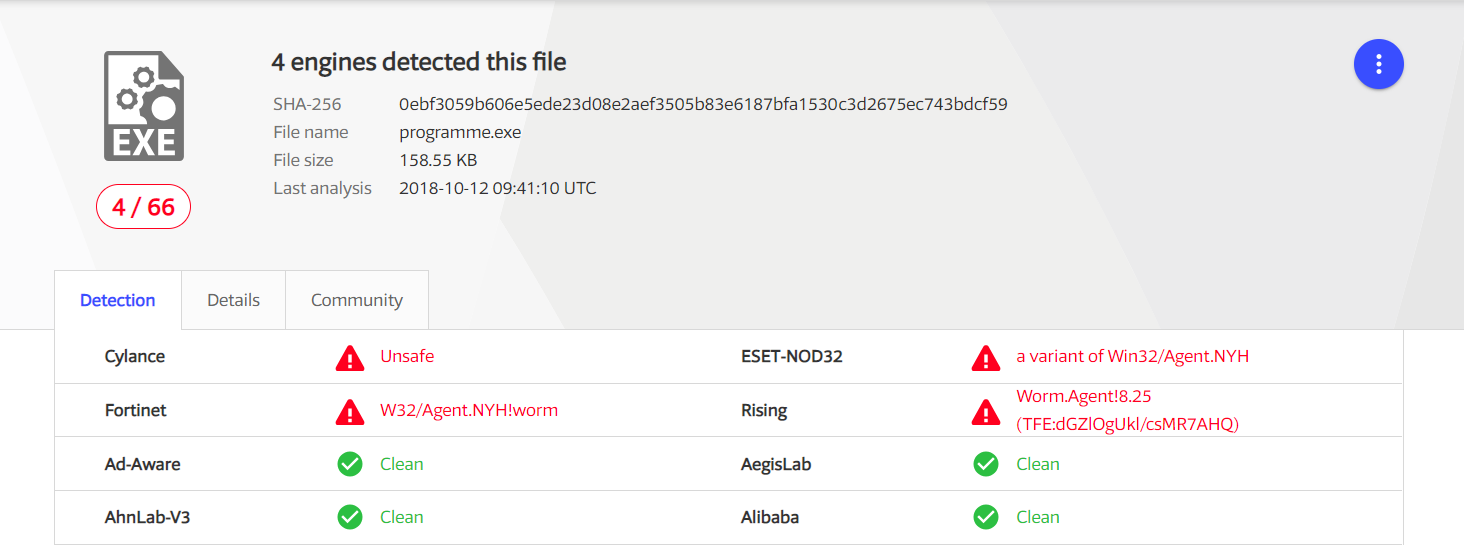 4 engines detected this file
SHA-256 0ebf3059b606e5ede23d08e2aef3505b83e6187bfa1530c3d2675ec743bdcf59
File name programme.exe
File size 158.55 KB
Last analysis 2018-10-12 09:41:10 UTC
EXE
4 / 66
Detection Details Community
Cylance Unsafe ESET-NOD32 a variant of Win32/Agent.NYH
Fortinet W32/Agent.NYH!worm Rising Worm.Agent!8.25
(TFE:dGZlOgUkl/csMR7AHQ)
Ad-Aware Clean AegisLab Clean
AhnLab-V3 Clean Alibaba Clean